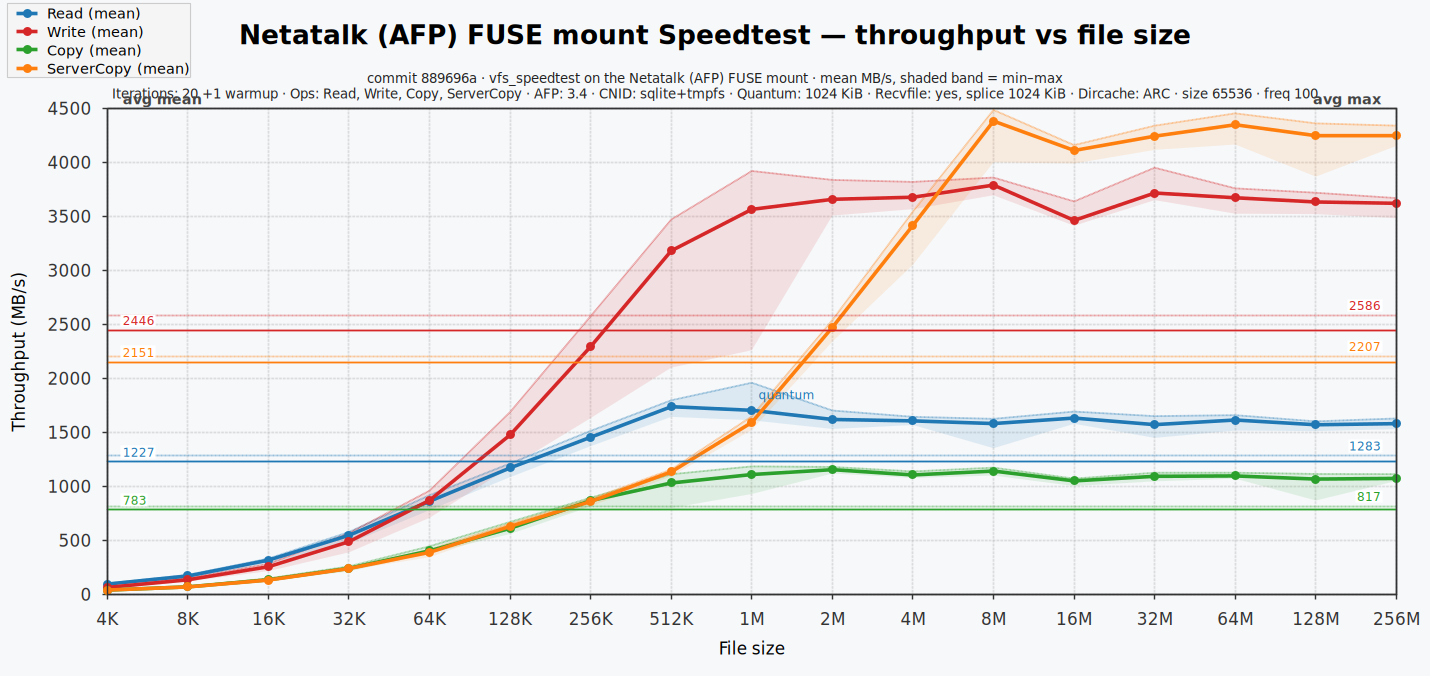 Read (mean)
Write (mean)
Copy (mean)
ServerCopy (mean)
Netatalk (AFP) FUSE mount Speedtest — throughput vs file size
commit 889696a · vfs_speedtest on the Netatalk (AFP) FUSE mount · mean MB/s, shaded band = min–max
Iterations: 20 +1 warmup · Ops: Read, Write, Copy, ServerCopy · AFP: 3.4 · CNID: sqlite+tmpfs · Quantum: 1024 KiB · Recvfile: yes, splice 1024 KiB · Dircache: ARC · size 65536 · freq 100
avg mean
avg max
4500
4000
3500
3000
2500
2000
1500
1000
500
0
Throughput (MB/s)
2446
2151
1227
783
2586
2207
1283
817
quantum
4K 8K 16K 32K 64K 128K 256K 512K 1M 2M 4M 8M 16M 32M 64M 128M 256M
File size